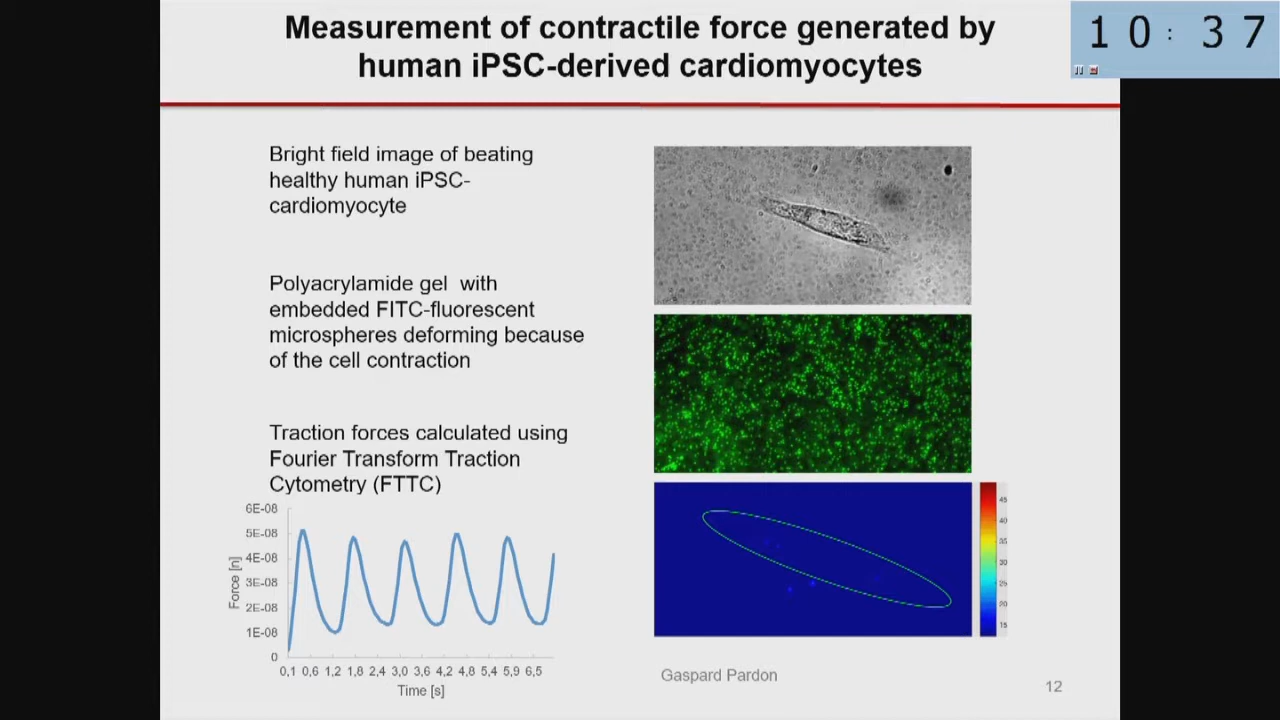 Measurement of contractile force generated by
human iPSC-derived cardiomyocytes
10:37
Bright field image of beating
healthy human iPSC-
cardiomyocyte
Polyacrylamide gel with
embedded FITC-fluorescent
microspheres deforming because
of the cell contraction
Traction forces calculated using
Fourier Transform Traction
Cytometry (FTTC)
6E-08
5E-08
4E-08
3E-08
2E-08
1E-08
0
Force [n]
0,1 0,6 1,2 1,8 2,4 3,0 3,6 4,2 4,8 5,4 5,9 6,5
Time [s]
45
40
35
30
25
20
15
Gaspard Pardon
12